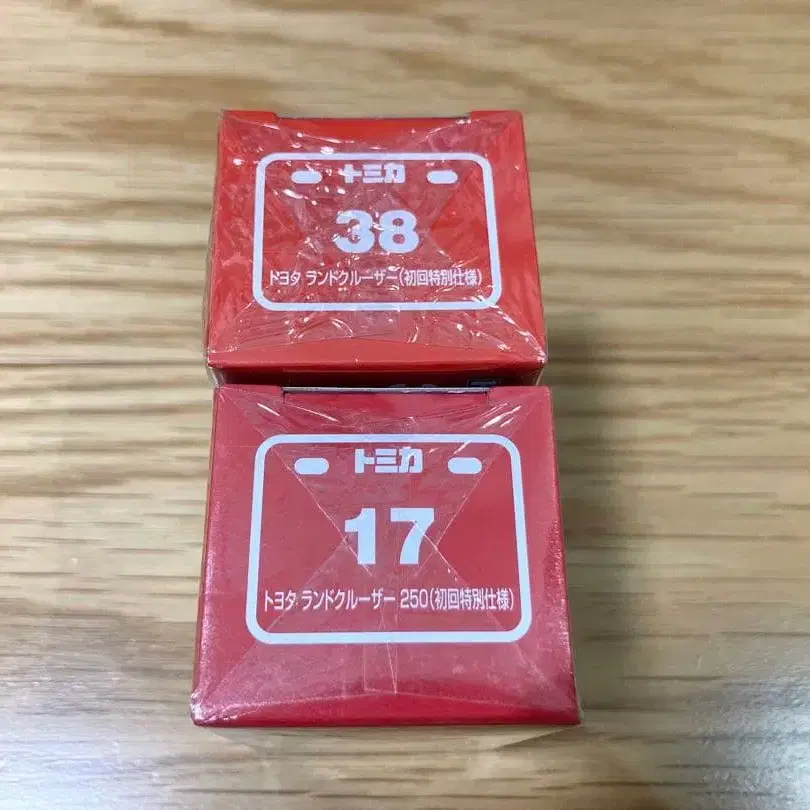 トミカ
38
トヨタ ランドクルーザー(初回特別仕様)
トミカ
17
トヨタ ランドクルーザー 250(初回特別仕様)